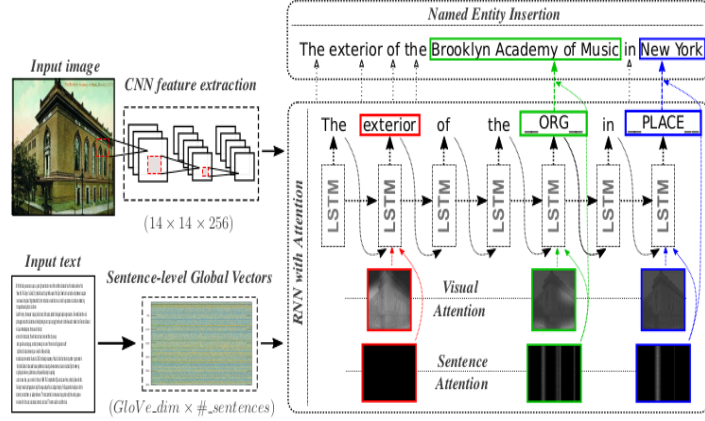 Named Entity Insertion
The exterior of the Brooklyn Academy of Music in New York
Input image
CNN feature extraction
(14 × 14 × 256)
The exterior of the __ORG__ in __PLACE__
LSTM LSTM LSTM LSTM LSTM LSTM LSTM
RNN with Attention
Visual
Attention
Sentence
Attention
Input text
Sentence-level Global Vectors
(GloVe_dim × #_sentences)